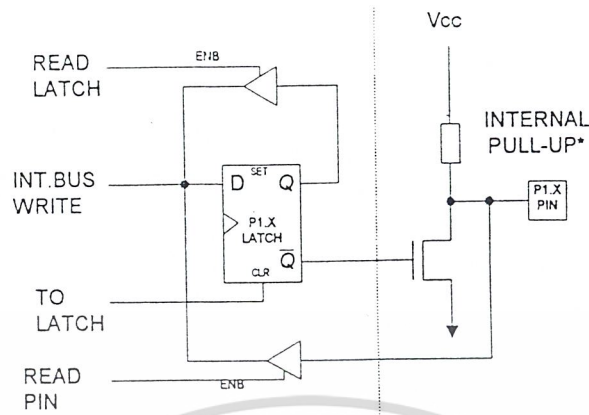 Vcc
READ
LATCH
ENB
INTERNAL
PULL-UP*
INT.BUS
WRITE
D
SET
Q
P1.X
LATCH
Q̅
CLR
P1.X
PIN
TO
LATCH
READ
PIN
ENB